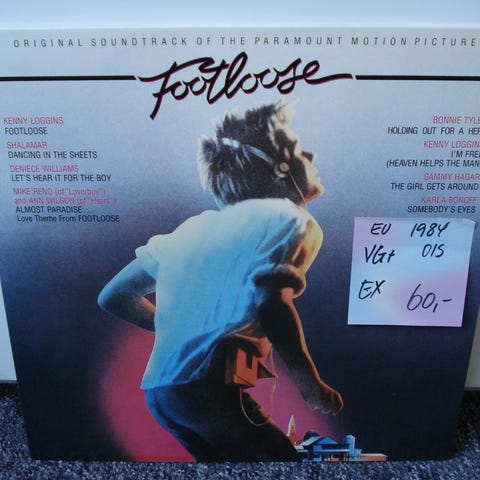 ORIGINAL SOUNDTRACK OF THE PARAMOUNT MOTION PICTURE
Footloose
KENNY LOGGINS
FOOTLOOSE
SHALAMAR
DANCING IN THE SHEETS
DENIECE WILLIAMS
LET'S HEAR IT FOR THE BOY
MIKE RENO (of "Loverboy")
and ANN WILSON (of "Heart")
ALMOST PARADISE...
Love Theme From FOOTLOOSE
BONNIE TYLE
HOLDING OUT FOR A HER
KENNY LOGGIN
I'M FREE
(HEAVEN HELPS THE MAN
SAMMY HAGAR
THE GIRL GETS AROUND
KARLA BONOFF
SOMEBODY'S EYES
EU 1984
VG+ OIS
EX 60,-